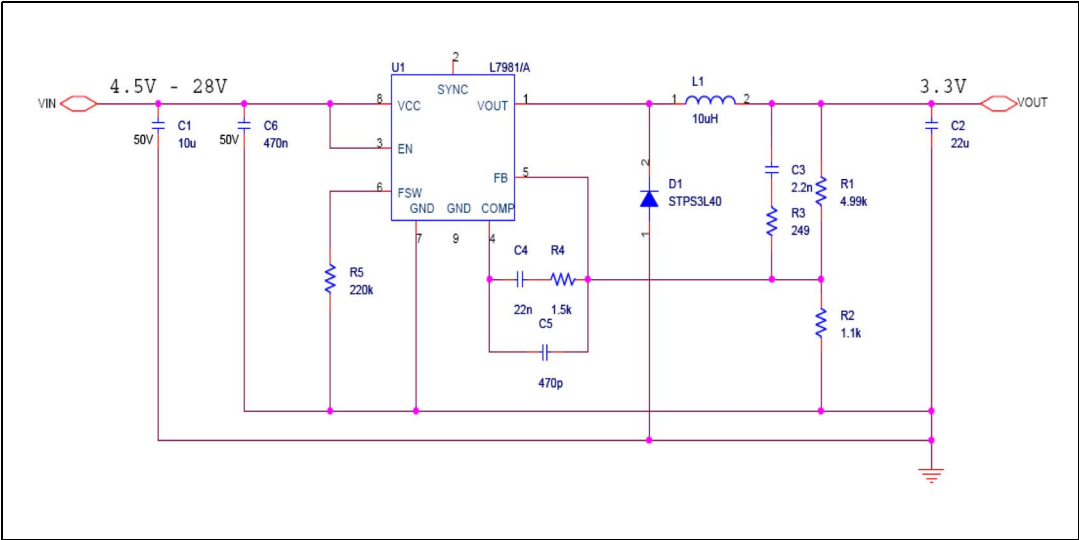 U1
2
L7981/A
SYNC
VIN
4.5V - 28V
8
VCC
VOUT
1
L1
1
2
10uH
3.3V
VOUT
C1
50V
10u
C6
50V
470n
3
EN
C2
22u
6
FSW
FB
5
2
D1
STPS3L40
1
C3
2.2n
R3
249
R1
4.99k
GND
GND
COMP
7
9
4
R5
220k
C4
22n
R4
1.5k
C5
470p
R2
1.1k